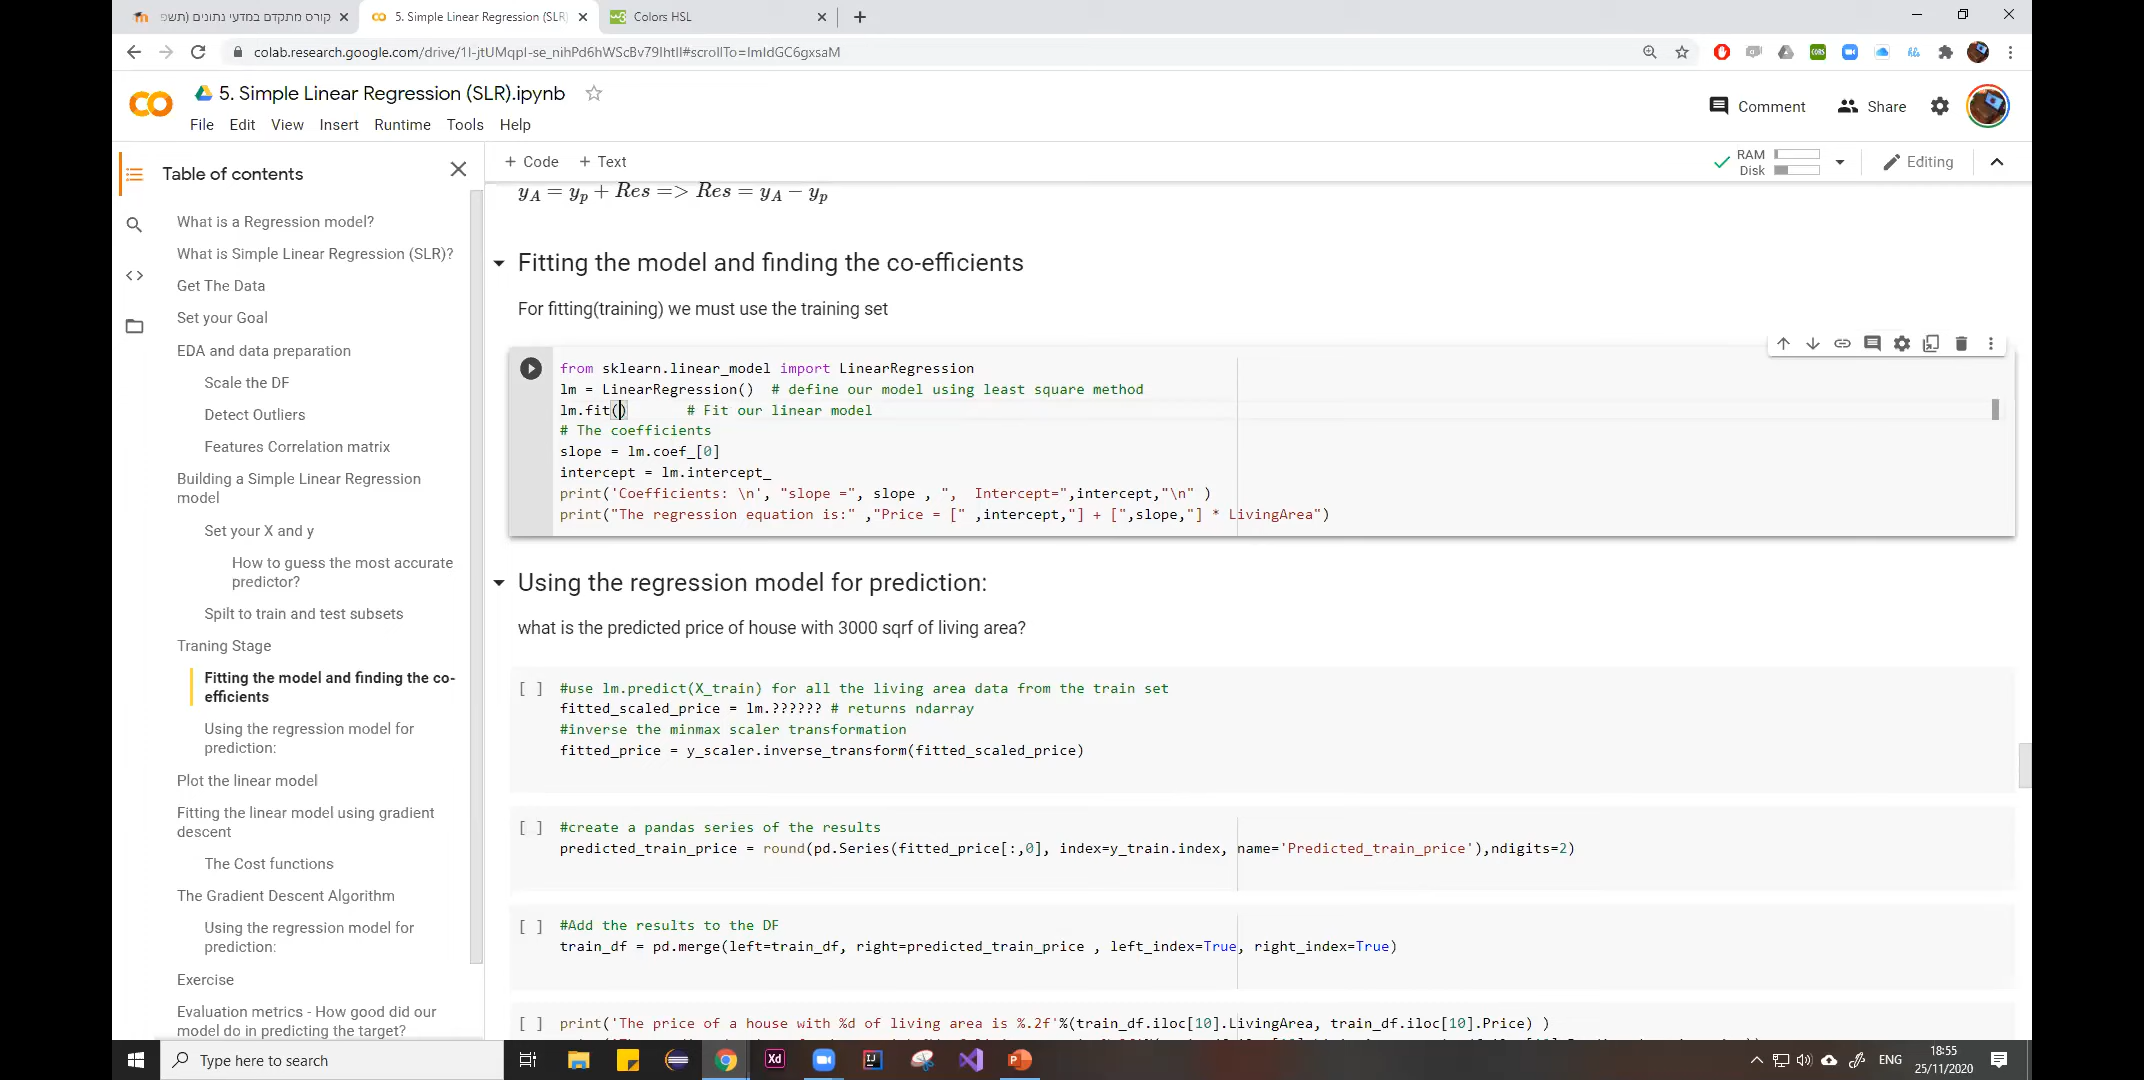 קורס מתקדם במדעי נתונים (תשפ
5. Simple Linear Regression (SLR)
Colors HSL
colab.research.google.com/drive/1I-jtUMqpI-se_nihPd6hWScBv79IhtIl#scrollTo=ImIdGC6gxsaM
5. Simple Linear Regression (SLR).ipynb
Comment
Share
File Edit View Insert Runtime Tools Help
Table of contents
+ Code + Text
RAM
Disk
Editing
What is a Regression model?
What is Simple Linear Regression (SLR)?
Get The Data
Set your Goal
EDA and data preparation
Scale the DF
Detect Outliers
Features Correlation matrix
Building a Simple Linear Regression
model
Set your X and y
How to guess the most accurate
predictor?
Spilt to train and test subsets
Traning Stage
Fitting the model and finding the co-
efficients
Using the regression model for
prediction:
Plot the linear model
Fitting the linear model using gradient
descent
The Cost functions
The Gradient Descent Algorithm
Using the regression model for
prediction:
Exercise
Evaluation metrics - How good did our
model do in predicting the target?
y_A = y_p + Res => Res = y_A − y_p
Fitting the model and finding the co-efficients
For fitting(training) we must use the training set
from sklearn.linear_model import LinearRegression
lm = LinearRegression()  # define our model using least square method
lm.fit()       # Fit our linear model
# The coefficients
slope = lm.coef_[0]
intercept = lm.intercept_
print('Coefficients: \n', "slope =", slope , ",  Intercept=",intercept,"\n" )
print("The regression equation is:" ,"Price = [" ,intercept,"] + [",slope,"] * LivingArea")
Using the regression model for prediction:
what is the predicted price of house with 3000 sqrf of living area?
[ ] #use lm.predict(X_train) for all the living area data from the train set
fitted_scaled_price = lm.?????? # returns ndarray
#inverse the minmax scaler transformation
fitted_price = y_scaler.inverse_transform(fitted_scaled_price)
[ ] #create a pandas series of the results
predicted_train_price = round(pd.Series(fitted_price[:,0], index=y_train.index, name='Predicted_train_price'),ndigits=2)
[ ] #Add the results to the DF
train_df = pd.merge(left=train_df, right=predicted_train_price , left_index=True, right_index=True)
[ ] print('The price of a house with %d of living area is %.2f'%(train_df.iloc[10].LivingArea, train_df.iloc[10].Price) )
Type here to search
Xd
ENG
18:55
25/11/2020